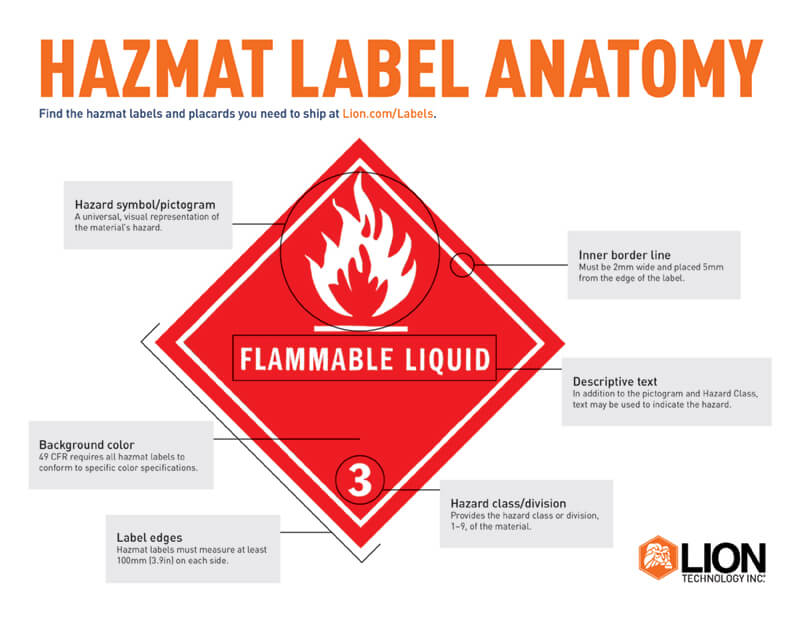 HAZMAT LABEL ANATOMY
Find the hazmat labels and placards you need to ship at Lion.com/Labels.
Hazard symbol/pictogram
A universal, visual representation of
the material's hazard.
Inner border line
Must be 2mm wide and placed 5mm
from the edge of the label.
FLAMMABLE LIQUID
Descriptive text
In addition to the pictogram and Hazard Class,
text may be used to indicate the hazard.
Background color
49 CFR requires all hazmat labels to
conform to specific color specifications.
3
Hazard class/division
Provides the hazard class or division,
1–9, of the material.
Label edges
Hazmat labels must measure at least
100mm (3.9in) on each side.
LION
TECHNOLOGY INC.